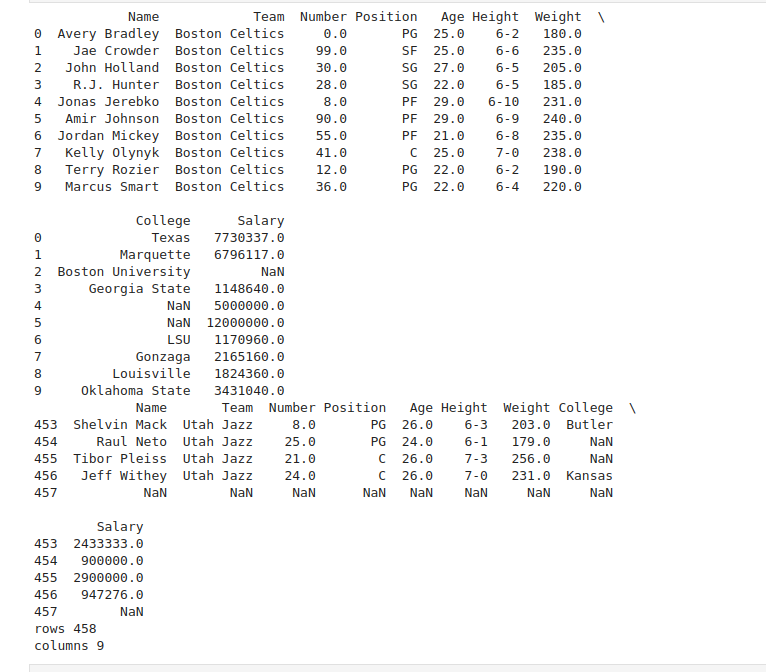 Name            Team  Number Position   Age Height  Weight  \
0  Avery Bradley  Boston Celtics     0.0       PG  25.0    6-2   180.0
1    Jae Crowder  Boston Celtics    99.0       SF  25.0    6-6   235.0
2   John Holland  Boston Celtics    30.0       SG  27.0    6-5   205.0
3    R.J. Hunter  Boston Celtics    28.0       SG  22.0    6-5   185.0
4  Jonas Jerebko  Boston Celtics     8.0       PF  29.0   6-10   231.0
5   Amir Johnson  Boston Celtics    90.0       PF  29.0    6-9   240.0
6  Jordan Mickey  Boston Celtics    55.0       PF  21.0    6-8   235.0
7   Kelly Olynyk  Boston Celtics    41.0        C  25.0    7-0   238.0
8   Terry Rozier  Boston Celtics    12.0       PG  22.0    6-2   190.0
9   Marcus Smart  Boston Celtics    36.0       PG  22.0    6-4   220.0

             College      Salary
0              Texas   7730337.0
1          Marquette   6796117.0
2  Boston University         NaN
3      Georgia State   1148640.0
4                NaN   5000000.0
5                NaN  12000000.0
6                LSU   1170960.0
7            Gonzaga   2165160.0
8         Louisville   1824360.0
9     Oklahoma State   3431040.0
             Name       Team  Number Position   Age Height  Weight College  \
453  Shelvin Mack  Utah Jazz     8.0       PG  26.0    6-3   203.0  Butler
454     Raul Neto  Utah Jazz    25.0       PG  24.0    6-1   179.0     NaN
455  Tibor Pleiss  Utah Jazz    21.0        C  26.0    7-3   256.0     NaN
456   Jeff Withey  Utah Jazz    24.0        C  26.0    7-0   231.0  Kansas
457           NaN        NaN     NaN      NaN   NaN    NaN     NaN     NaN

        Salary
453  2433333.0
454   900000.0
455  2900000.0
456   947276.0
457        NaN
rows 458
columns 9